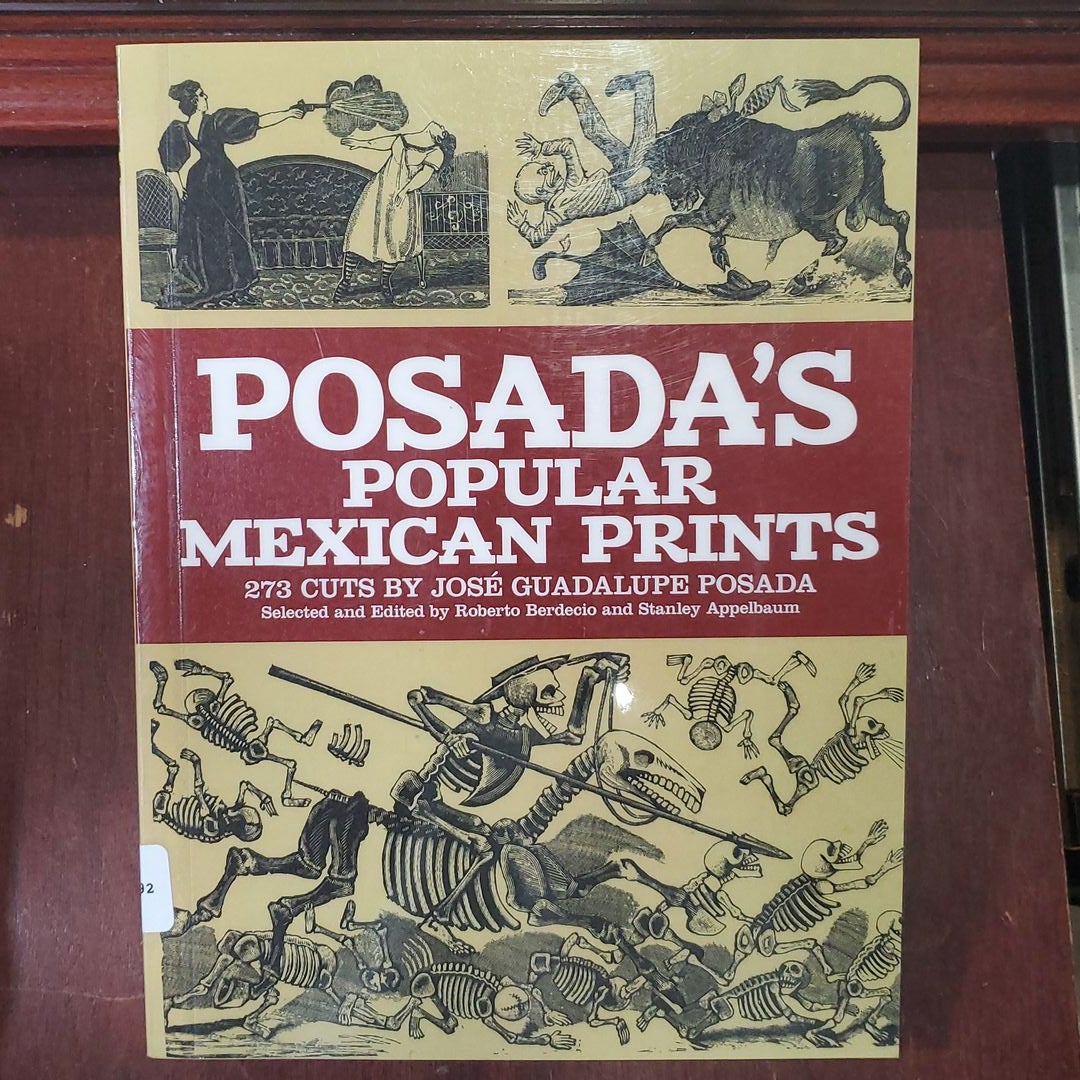 POSADA'S
POPULAR
MEXICAN PRINTS
273 CUTS BY JOSÉ GUADALUPE POSADA
Selected and Edited by Roberto Berdecio and Stanley Appelbaum
92